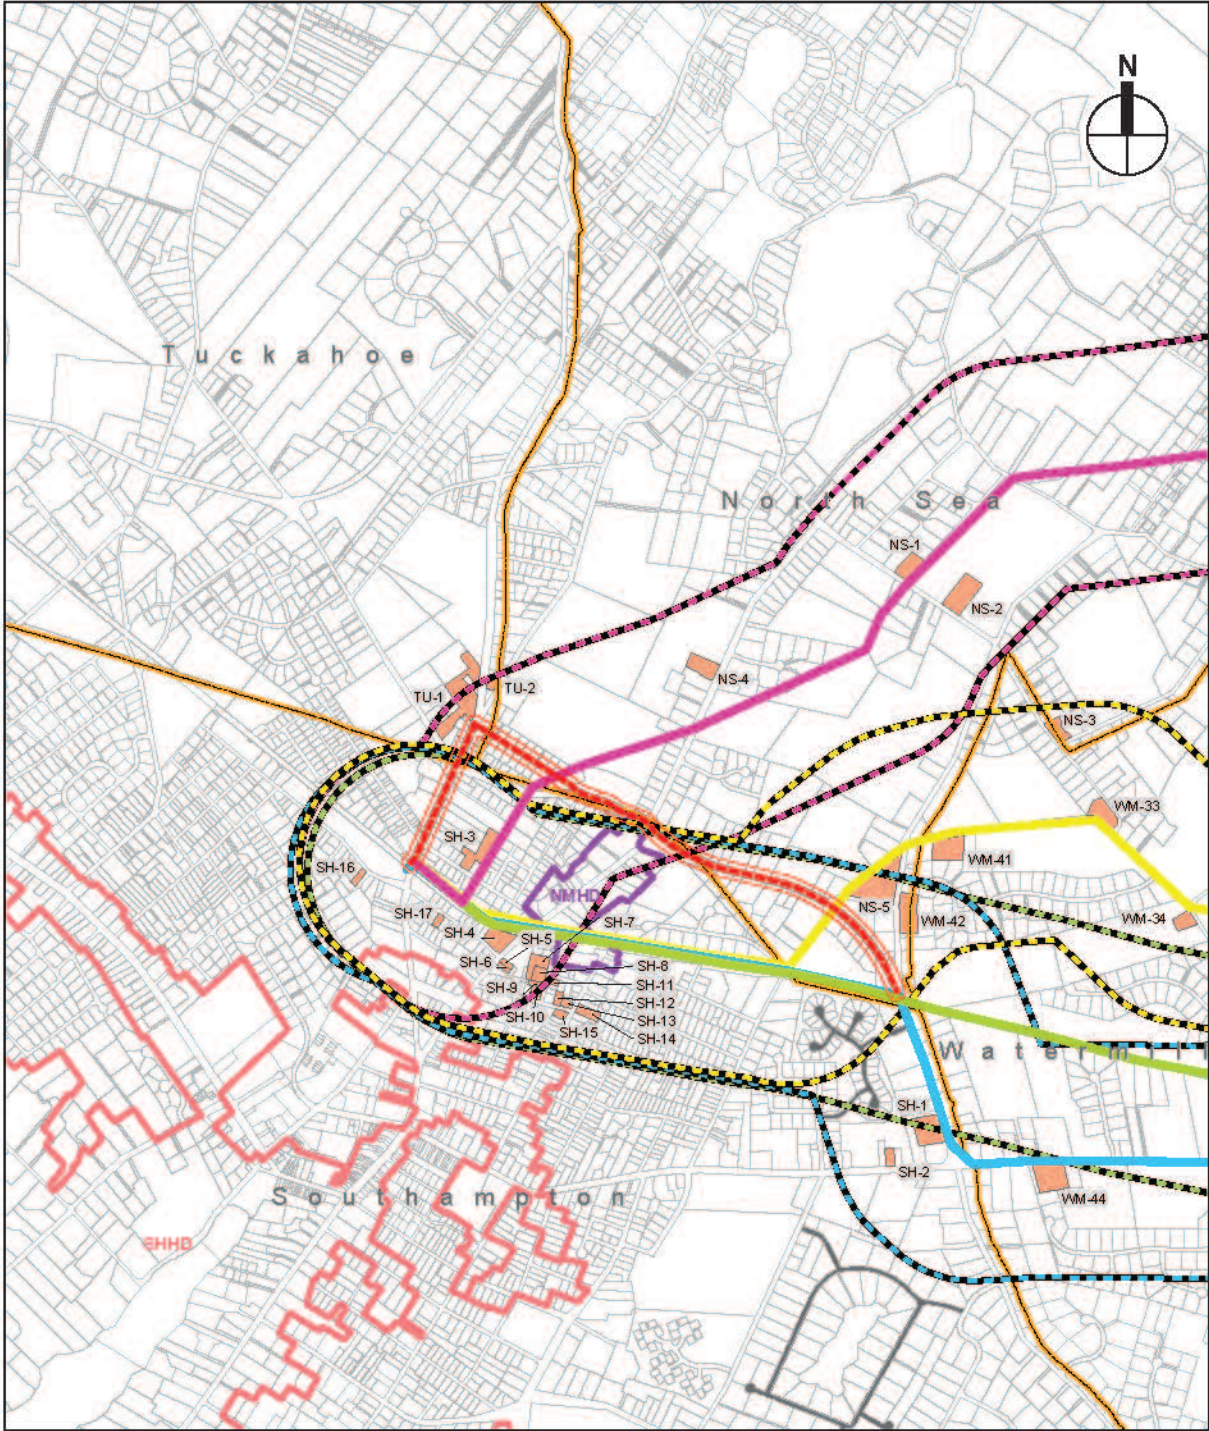 N
Tuckahoe
North Sea
NS-1
NS-2
NS-4
TU-1
TU-2
NS-3
WM-33
SH-3
WM-41
SH-16
NMHD
NS-5
SH-17
SH-7
WM-42
WM-34
SH-4
SH-5
SH-6
SH-8
SH-9
SH-11
SH-12
SH-10
SH-13
SH-15
SH-14
Watermill
SH-1
SH-2
Southampton
WM-44
SHHD